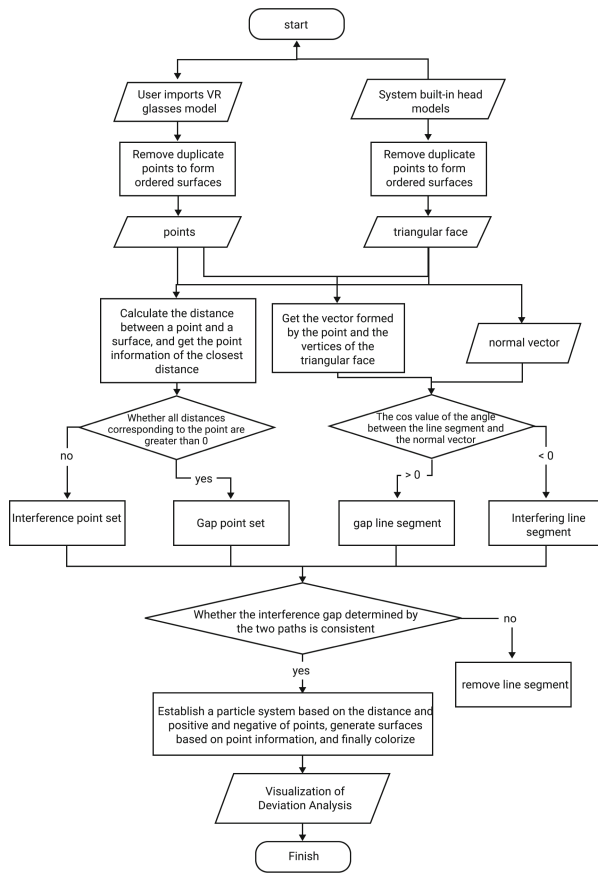 start
User imports VR
glasses model
System built-in head
models
Remove duplicate
points to form
ordered surfaces
Remove duplicate
points to form
ordered surfaces
points
triangular face
Calculate the distance
between a point and a
surface, and get the point
information of the closest
distance
Get the vector formed
by the point and the
vertices of the
triangular face
normal vector
Whether all distances
corresponding to the point are
greater than 0
The cos value of the angle
between the line segment and
the normal vector
no
yes
> 0
< 0
Interference point set
Gap point set
gap line segment
Interfering line
segment
Whether the interference gap determined by
the two paths is consistent
no
yes
remove line segment
Establish a particle system based on the distance and
positive and negative of points, generate surfaces
based on point information, and finally colorize
Visualization of
Deviation Analysis
Finish